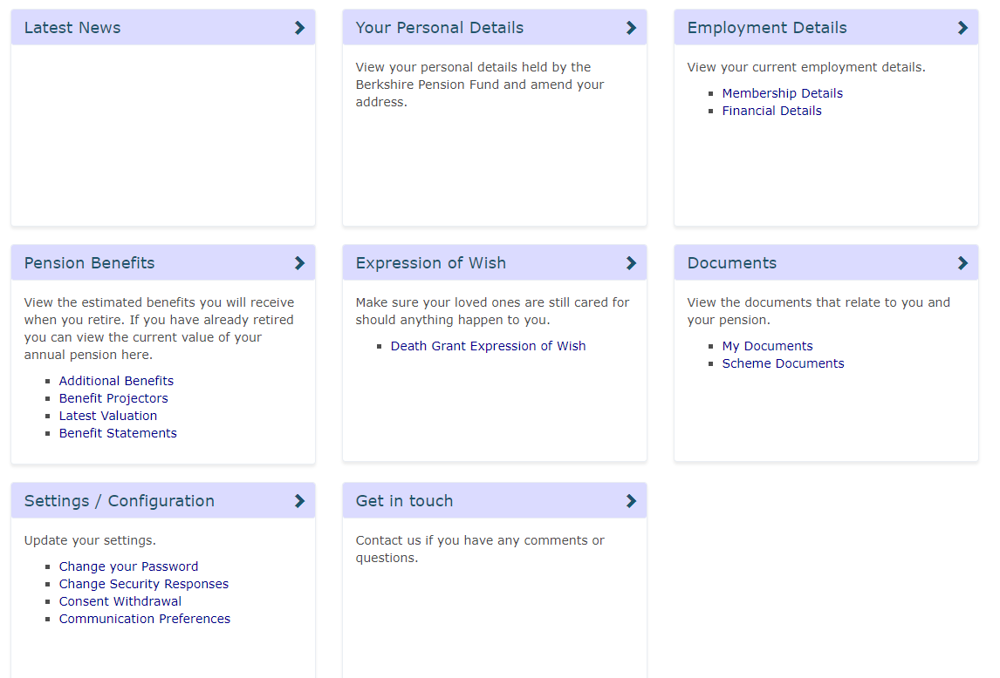 Latest News
Your Personal Details
View your personal details held by the
Berkshire Pension Fund and amend your
address.
Employment Details
View your current employment details.
Membership Details
Financial Details
Pension Benefits
View the estimated benefits you will receive
when you retire. If you have already retired
you can view the current value of your
annual pension here.
Additional Benefits
Benefit Projectors
Latest Valuation
Benefit Statements
Expression of Wish
Make sure your loved ones are still cared for
should anything happen to you.
Death Grant Expression of Wish
Documents
View the documents that relate to you and
your pension.
My Documents
Scheme Documents
Settings / Configuration
Update your settings.
Change your Password
Change Security Responses
Consent Withdrawal
Communication Preferences
Get in touch
Contact us if you have any comments or
questions.